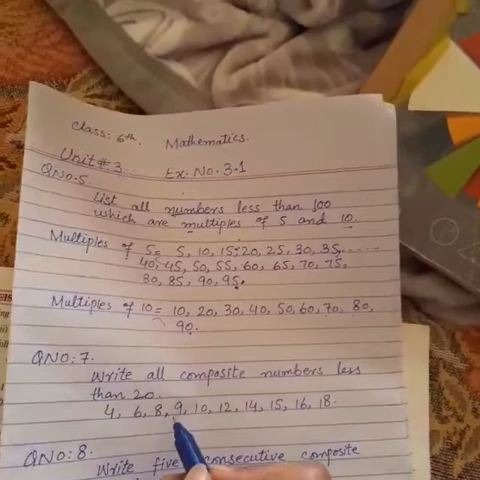 Class: 6th. Mathematics.
Unit # 3. Ex. No. 3.1
QNO:5.
List all numbers less than 100
which are multiples of 5 and 10.
Multiples of 5 = 5, 10, 15, 20, 25, 30, 35......
40, 45, 50, 55, 60, 65, 70, 75,
30, 85, 90, 95.
Multiples of 10 = 10, 20, 30, 40, 50, 60, 70, 80,
90.
QNO:7.
Write all composite numbers less
than 20.
4, 6, 8, 9, 10, 12, 14, 15, 16, 18.
QNO:8.
Write five consecutive composite